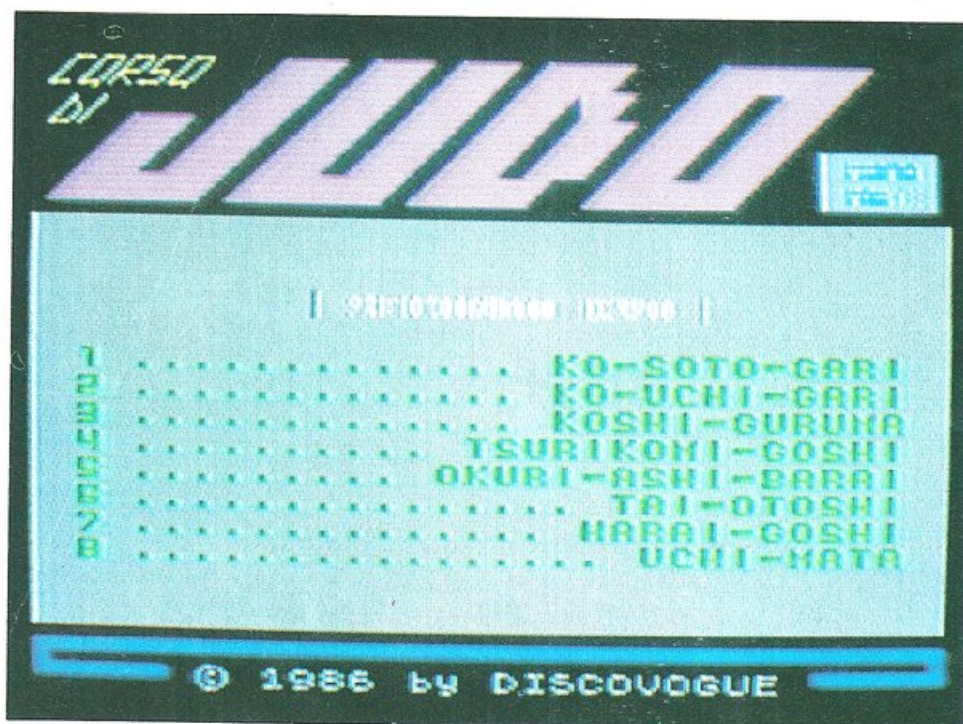 CORSO
DI
JUDO
1 . . . . . . . . . . . . . . KO-SOTO-GARI
2 . . . . . . . . . . . . . . KO-UCHI-GARI
3 . . . . . . . . . . . . . . KOSHI-GURUMA
4 . . . . . . . . . . . TSURIKOMI-GOSHI
5 . . . . . . . . . . OKURI-ASHI-BARAI
6 . . . . . . . . . . . . . . . . TAI-OTOSHI
7 . . . . . . . . . . . . . . . HARAI-GOSHI
8 . . . . . . . . . . . . . . . . . UCHI-MATA
© 1986 by DISCOVOGUE